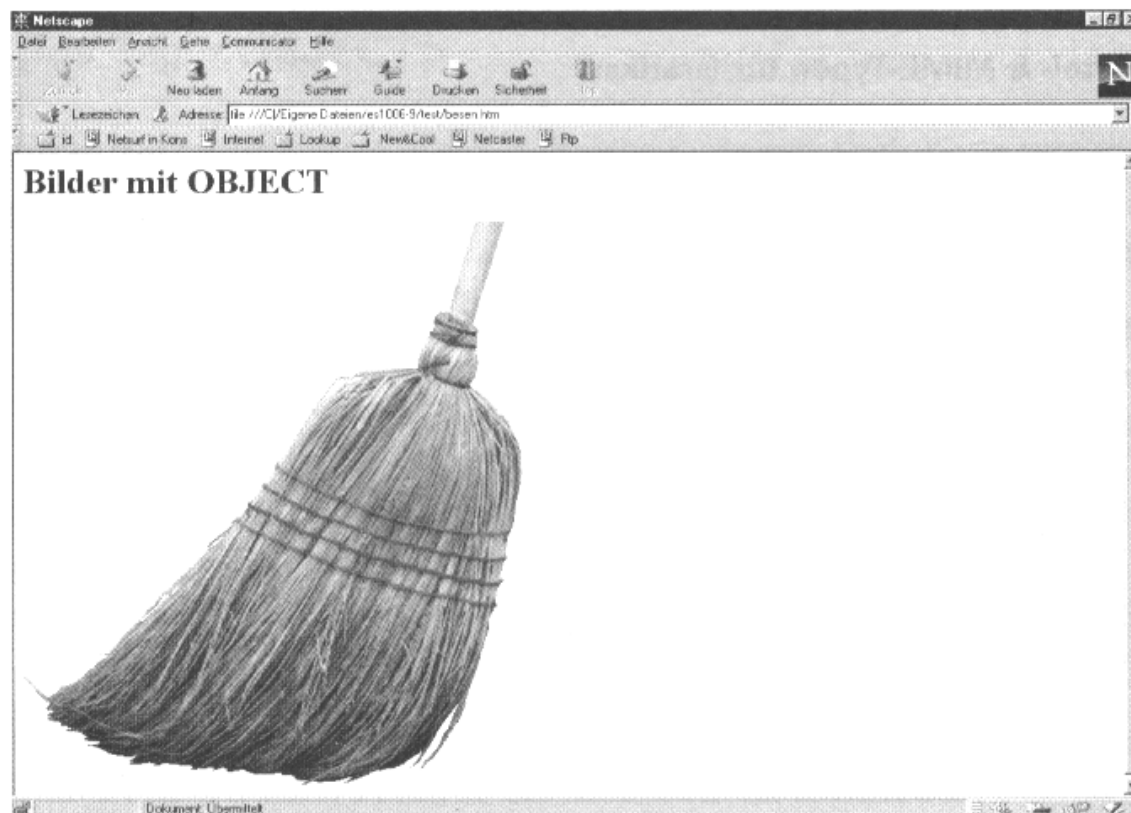 Netscape
Datei Bearbeiten Ansicht Gehe Communicator Hilfe
Neu laden Anfang Suchen Guide Drucken Sicherheit
N
Lesezeichen Adresse: file:///C|/Eigene Dateien/es1006-9/test/besen.htm
id Netsurf in Kons Internet Lookup New&Cool Netcaster Ftp
Bilder mit OBJECT
Dokument: Übermittelt